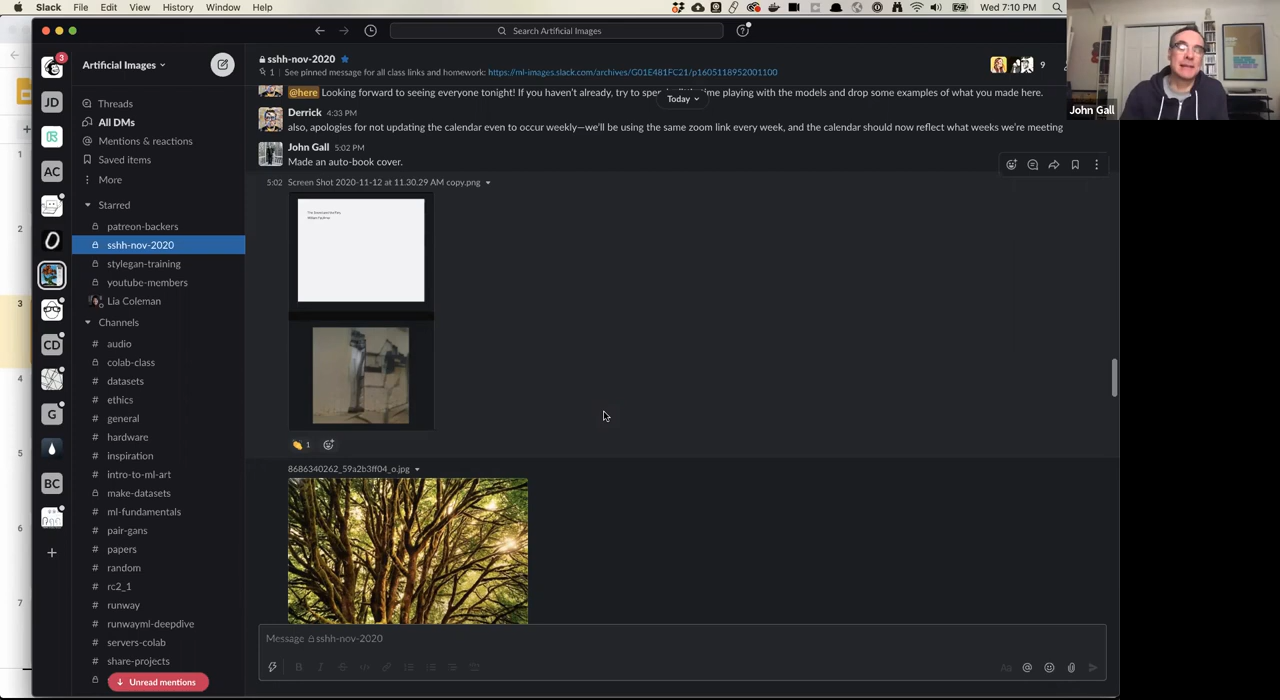 Slack File Edit View History Window Help
Wed 7:10 PM
Search Artificial Images
3
Artificial Images
sshh-nov-2020
1 | See pinned message for all class links and homework: https://ml-images.slack.com/archives/G01E481FC21/p1605118952001100
9
John Gall
JD
AC
CD
G
BC
Threads
All DMs
Mentions & reactions
Saved items
More
Starred
patreon-backers
sshh-nov-2020
stylegan-training
youtube-members
Lia Coleman
Channels
# audio
colab-class
# datasets
# ethics
# general
# hardware
# inspiration
# intro-to-ml-art
make-datasets
# ml-fundamentals
# pair-gans
# papers
# random
# rc2_1
# runway
# runwayml-deepdive
# servers-colab
# share-projects
Unread mentions
1
2
3
4
5
6
7
@here Looking forward to seeing everyone tonight! If you haven't already, try to time playing with the models and drop some examples of what you made here.
Today
Derrick 4:33 PM
also, apologies for not updating the calendar even to occur weekly—we'll be using the same zoom link every week, and the calendar should now reflect what weeks we're meeting
John Gall 5:02 PM
Made an auto-book cover.
5:02 Screen Shot 2020-11-12 at 11.30.29 AM copy.png
1
8686340262_59a2b3ff04_o.jpg
Message sshh-nov-2020
B I
Aa @